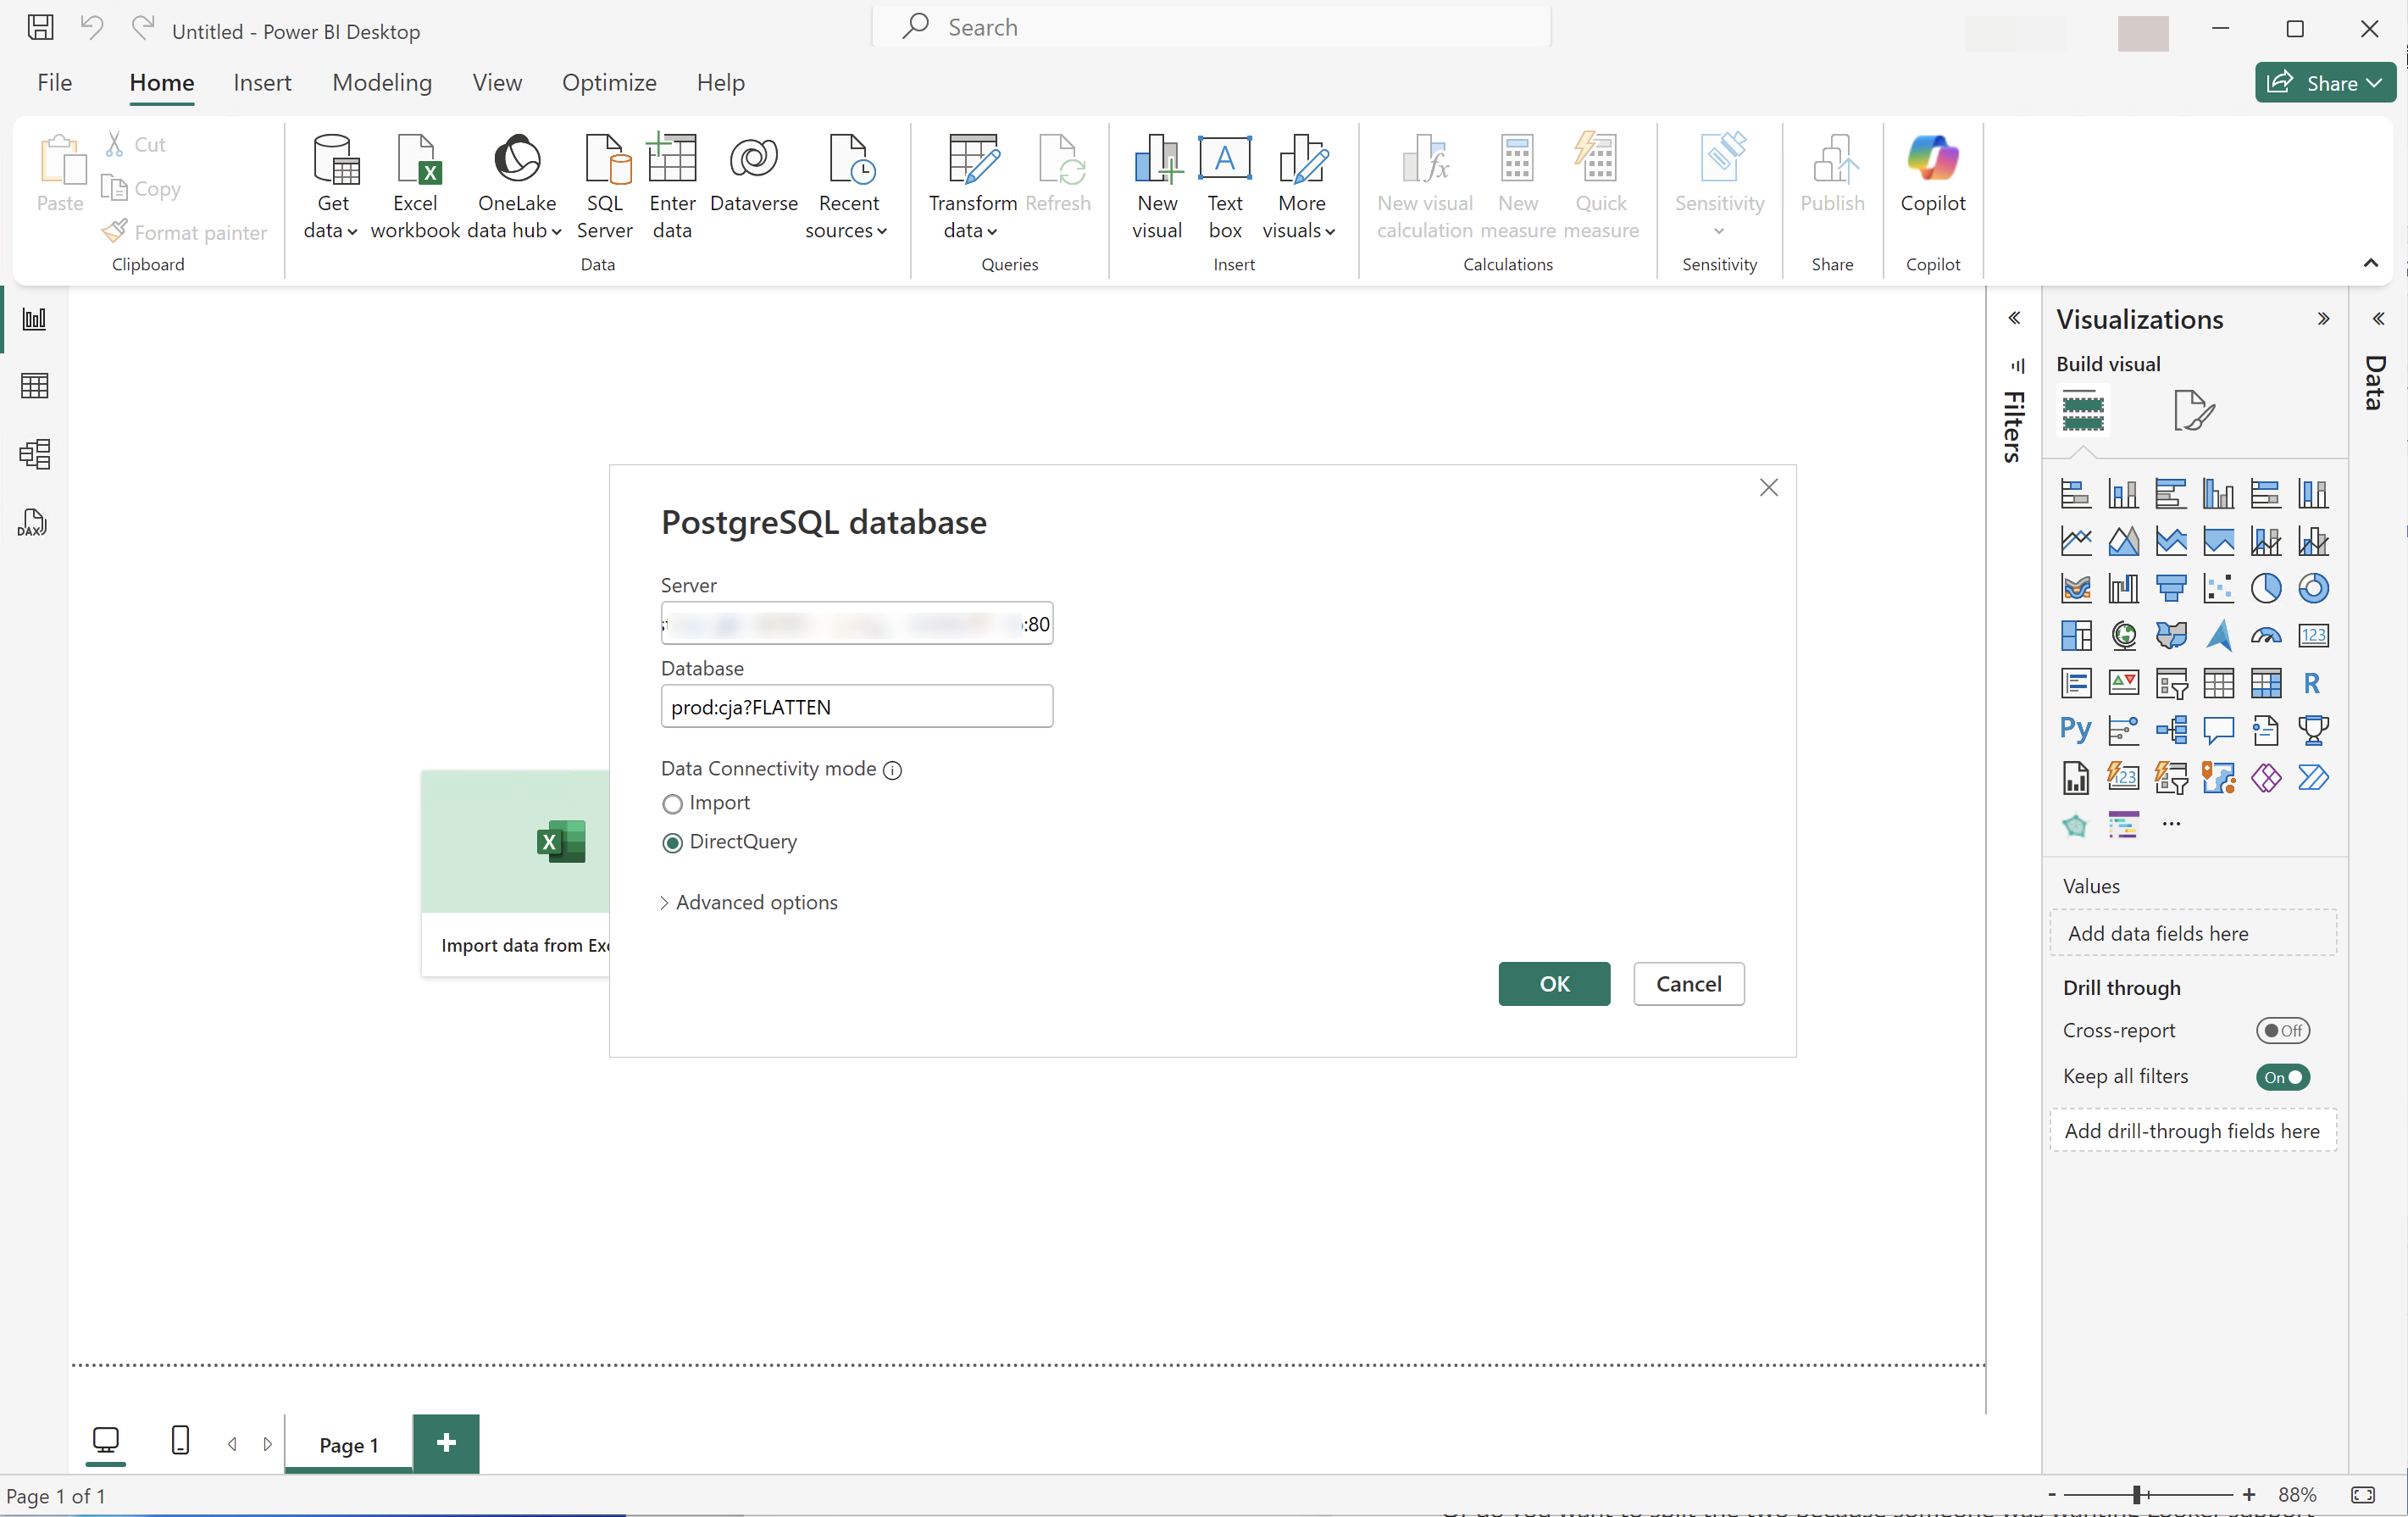 Untitled - Power BI Desktop
Search
File
Home
Insert
Modeling
View
Optimize
Help
Share
Paste
Cut
Copy
Format painter
Clipboard
Get data
Excel workbook
OneLake data hub
SQL Server
Enter data
Dataverse
Recent sources
Data
Transform data
Refresh
Queries
New visual
Text box
More visuals
Insert
New visual calculation
New measure
Quick measure
Calculations
Sensitivity
Sensitivity
Publish
Share
Copilot
Copilot
DAX
Import data from Exc
PostgreSQL database
Server
:80
Database
prod:cja?FLATTEN
Data Connectivity mode
Import
DirectQuery
Advanced options
OK
Cancel
Filters
Visualizations
Build visual
123
R
Py
123
Values
Add data fields here
Drill through
Cross-report
Off
Keep all filters
On
Add drill-through fields here
Data
Page 1
Page 1 of 1
- + 88%